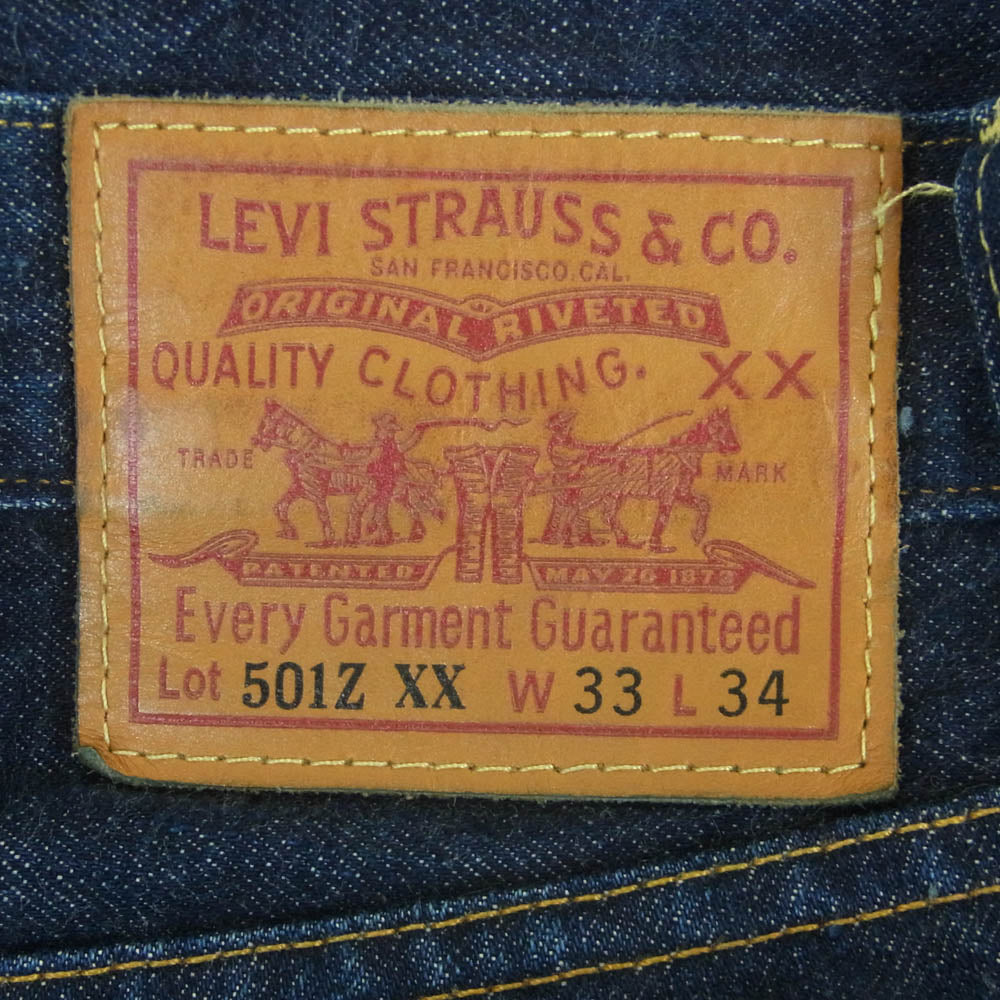 LEVI STRAUSS & CO.
SAN FRANCISCO, CAL.
ORIGINAL RIVETED
QUALITY CLOTHING. XX
TRADE MARK
PATENTED MAY 20 1873
Every Garment Guaranteed
Lot 501Z XX W 33 L 34